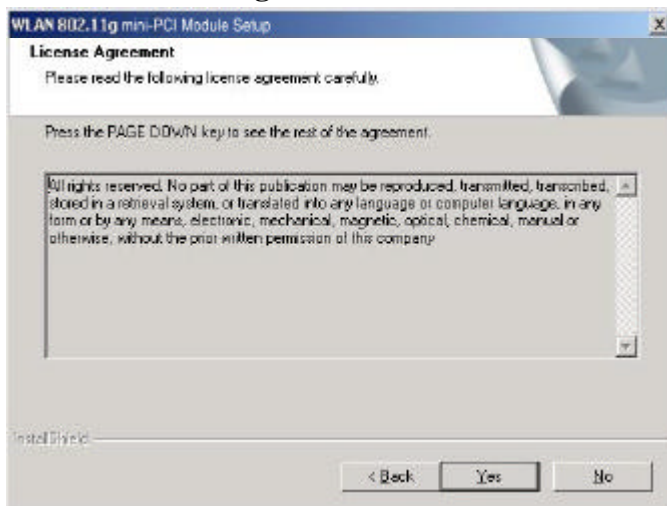 WLAN 802.11g mini-PCI Module Setup
License Agreement
Please read the following license agreement carefully.
Press the PAGE DOWN key to see the rest of the agreement.
All rights reserved. No part of this publication may be reproduced, transmitted, transcribed,
stored in a retrieval system, or translated into any language or computer language, in any
form or by any means, electronic, mechanical, magnetic, optical, chemical, manual or
otherwise, without the prior written permission of this company
InstallShield
< Back
Yes
No